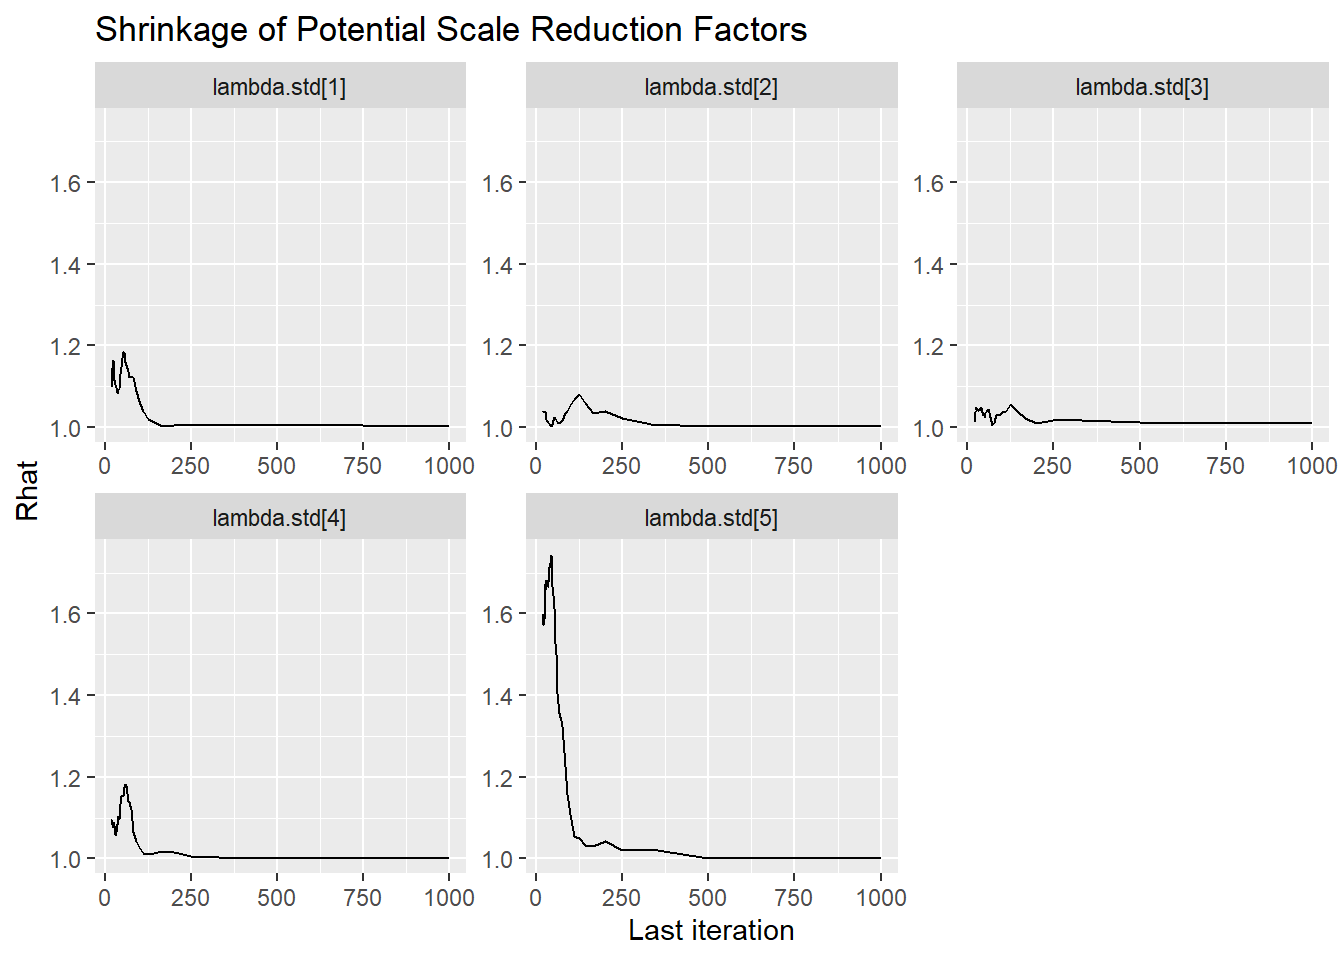 Shrinkage of Potential Scale Reduction Factors
lambda.std[1] lambda.std[2] lambda.std[3]
1.6 1.6 1.6
1.4 1.4 1.4
1.2 1.2 1.2
1.0 1.0 1.0
0 250 500 750 1000 0 250 500 750 1000 0 250 500 750 1000
Rhat
lambda.std[4] lambda.std[5]
1.6 1.6
1.4 1.4
1.2 1.2
1.0 1.0
0 250 500 750 1000 0 250 500 750 1000
Last iteration